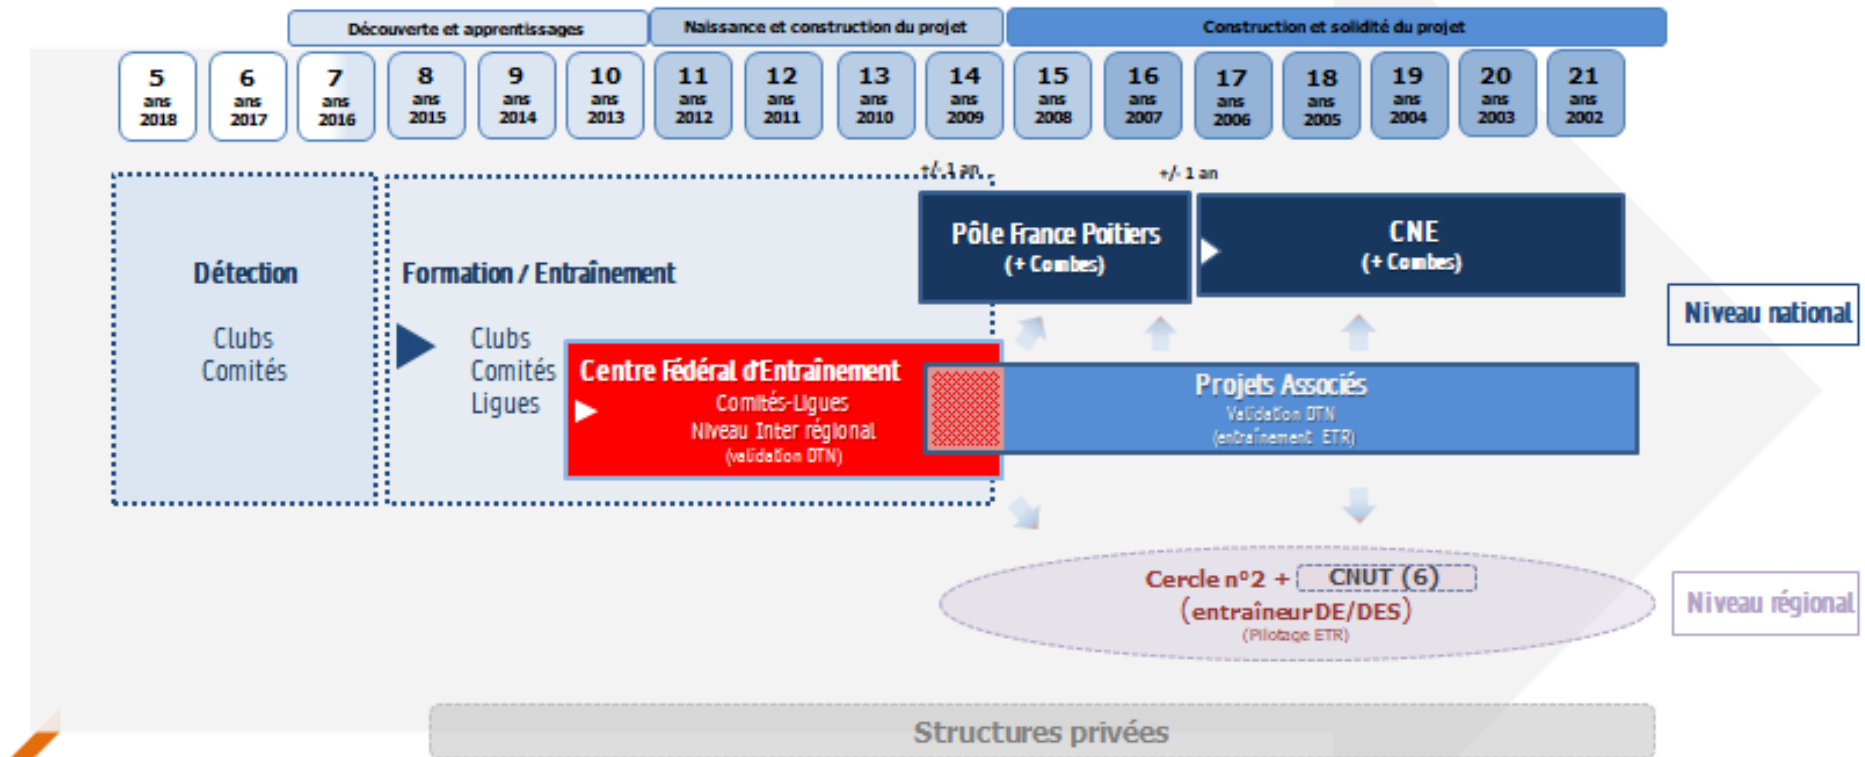 Découverte et apprentissages
Naissance et construction du projet
Construction et solidité du projet
5 ans 2018
6 ans 2017
7 ans 2016
8 ans 2015
9 ans 2014
10 ans 2013
11 ans 2012
12 ans 2011
13 ans 2010
14 ans 2009
15 ans 2008
16 ans 2007
17 ans 2006
18 ans 2005
19 ans 2004
20 ans 2003
21 ans 2002
+/- 1 an
+/- 1 an
Détection
Clubs
Comités
Formation / Entraînement
Clubs
Comités
Ligues
Centre Fédéral d'Entraînement
Comités-Ligues
Niveau Inter régional
(validation DTN)
Pôle France Poitiers
(+ Combes)
CNE
(+ Combes)
Niveau national
Projets Associés
Validation DTN
(entraînement ETR)
Cercle n°2 + CNUT (6)
(entraîneur DE/DES)
(Pilotage ETR)
Niveau régional
Structures privées